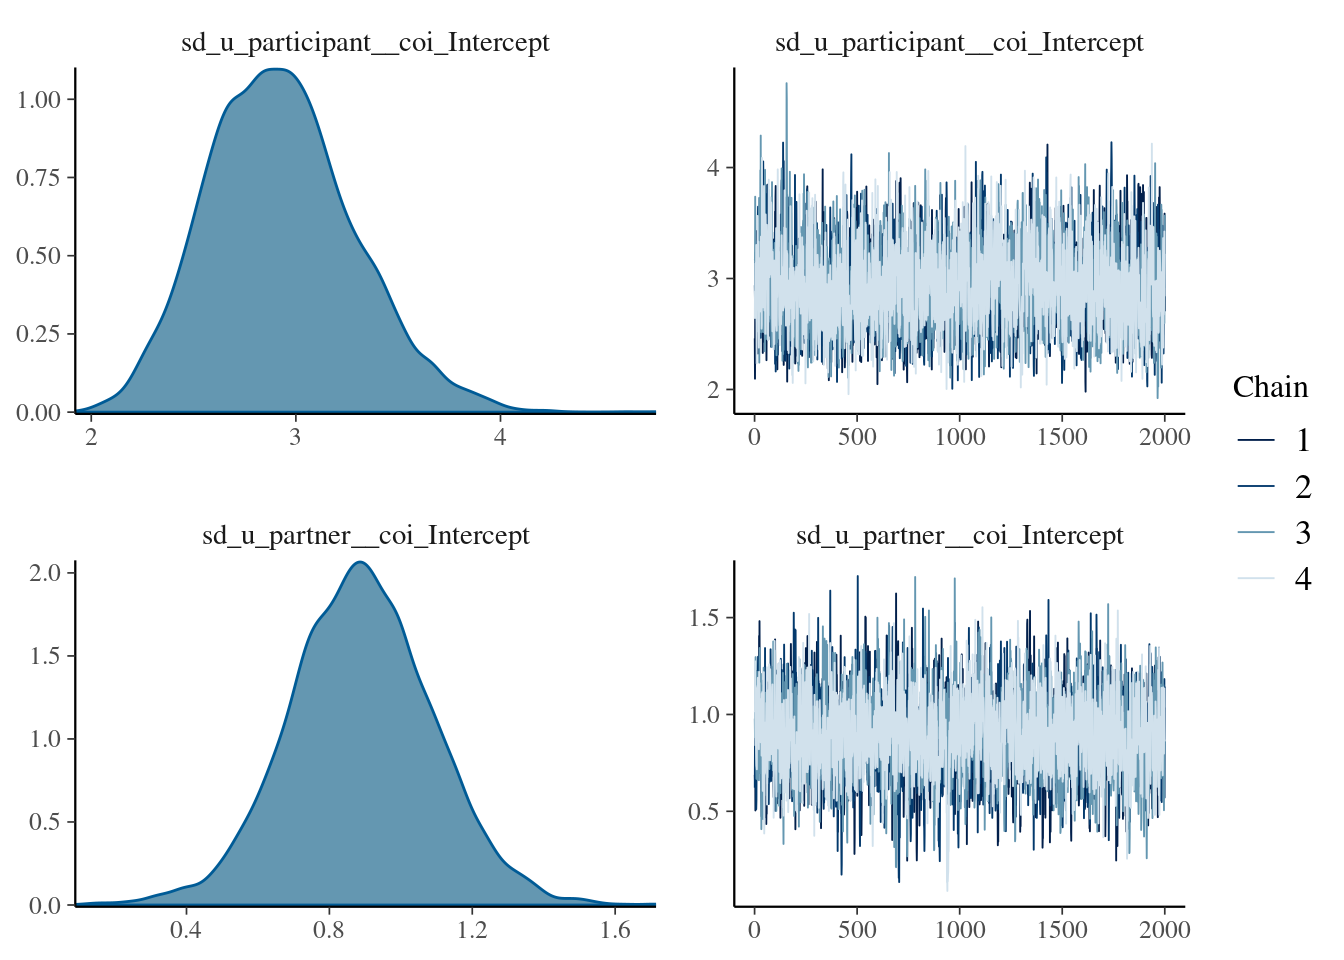 sd_u_participant__coi_Intercept
1.00
0.75
0.50
0.25
0.00
2 3 4
sd_u_participant__coi_Intercept
4
3
2
0 500 1000 1500 2000
sd_u_partner__coi_Intercept
2.0
1.5
1.0
0.5
0.0
0.4 0.8 1.2 1.6
sd_u_partner__coi_Intercept
1.5
1.0
0.5
0 500 1000 1500 2000
Chain
1
2
3
4